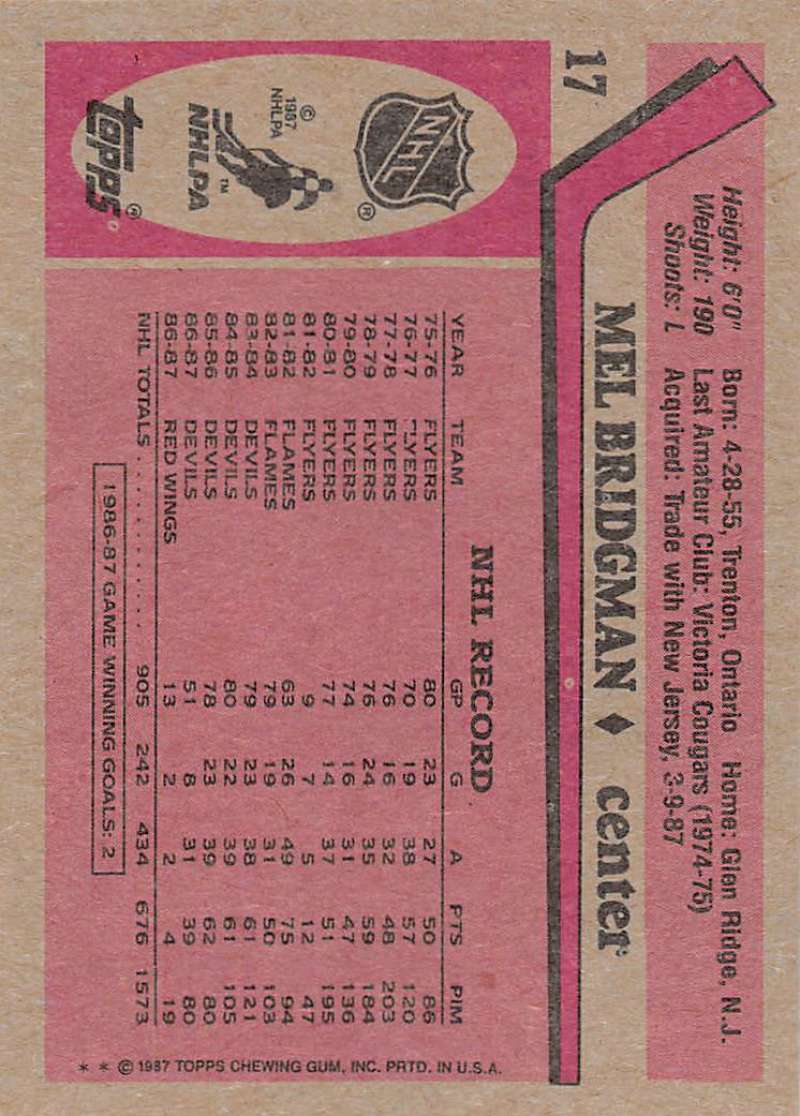 17
Height: 6'0" Born: 4-28-55, Trenton, Ontario Home: Glen Ridge, N.J.
Weight: 190 Last Amateur Club: Victoria Cougars (1974-75)
Shoots: L Acquired: Trade with New Jersey, 3-9-87
MEL BRIDGMAN ♦ center
NHL ®
© 1987 NHLPA
NHLPA ™
TOPPS ®
NHL RECORD
YEAR TEAM GP G A PTS PIM
75-76 FLYERS 80 23 27 50 86
76-77 FLYERS 70 19 38 57 120
77-78 FLYERS 76 16 32 48 203
78-79 FLYERS 76 24 35 59 184
79-80 FLYERS 74 16 31 47 136
80-81 FLYERS 77 14 37 51 195
81-82 FLYERS 9 7 5 12 47
81-82 FLAMES 63 26 49 75 94
82-83 FLAMES 79 19 31 50 103
83-84 DEVILS 79 23 38 61 121
84-85 DEVILS 80 22 39 61 105
85-86 DEVILS 78 23 39 62 80
86-87 DEVILS 51 8 31 39 80
86-87 RED WINGS 13 2 2 4 19
NHL TOTALS . . . . . . . . . . . 905 242 434 676 1573
1986-87 GAME WINNING GOALS: 2
* * © 1987 TOPPS CHEWING GUM, INC. PRTD. IN U.S.A.